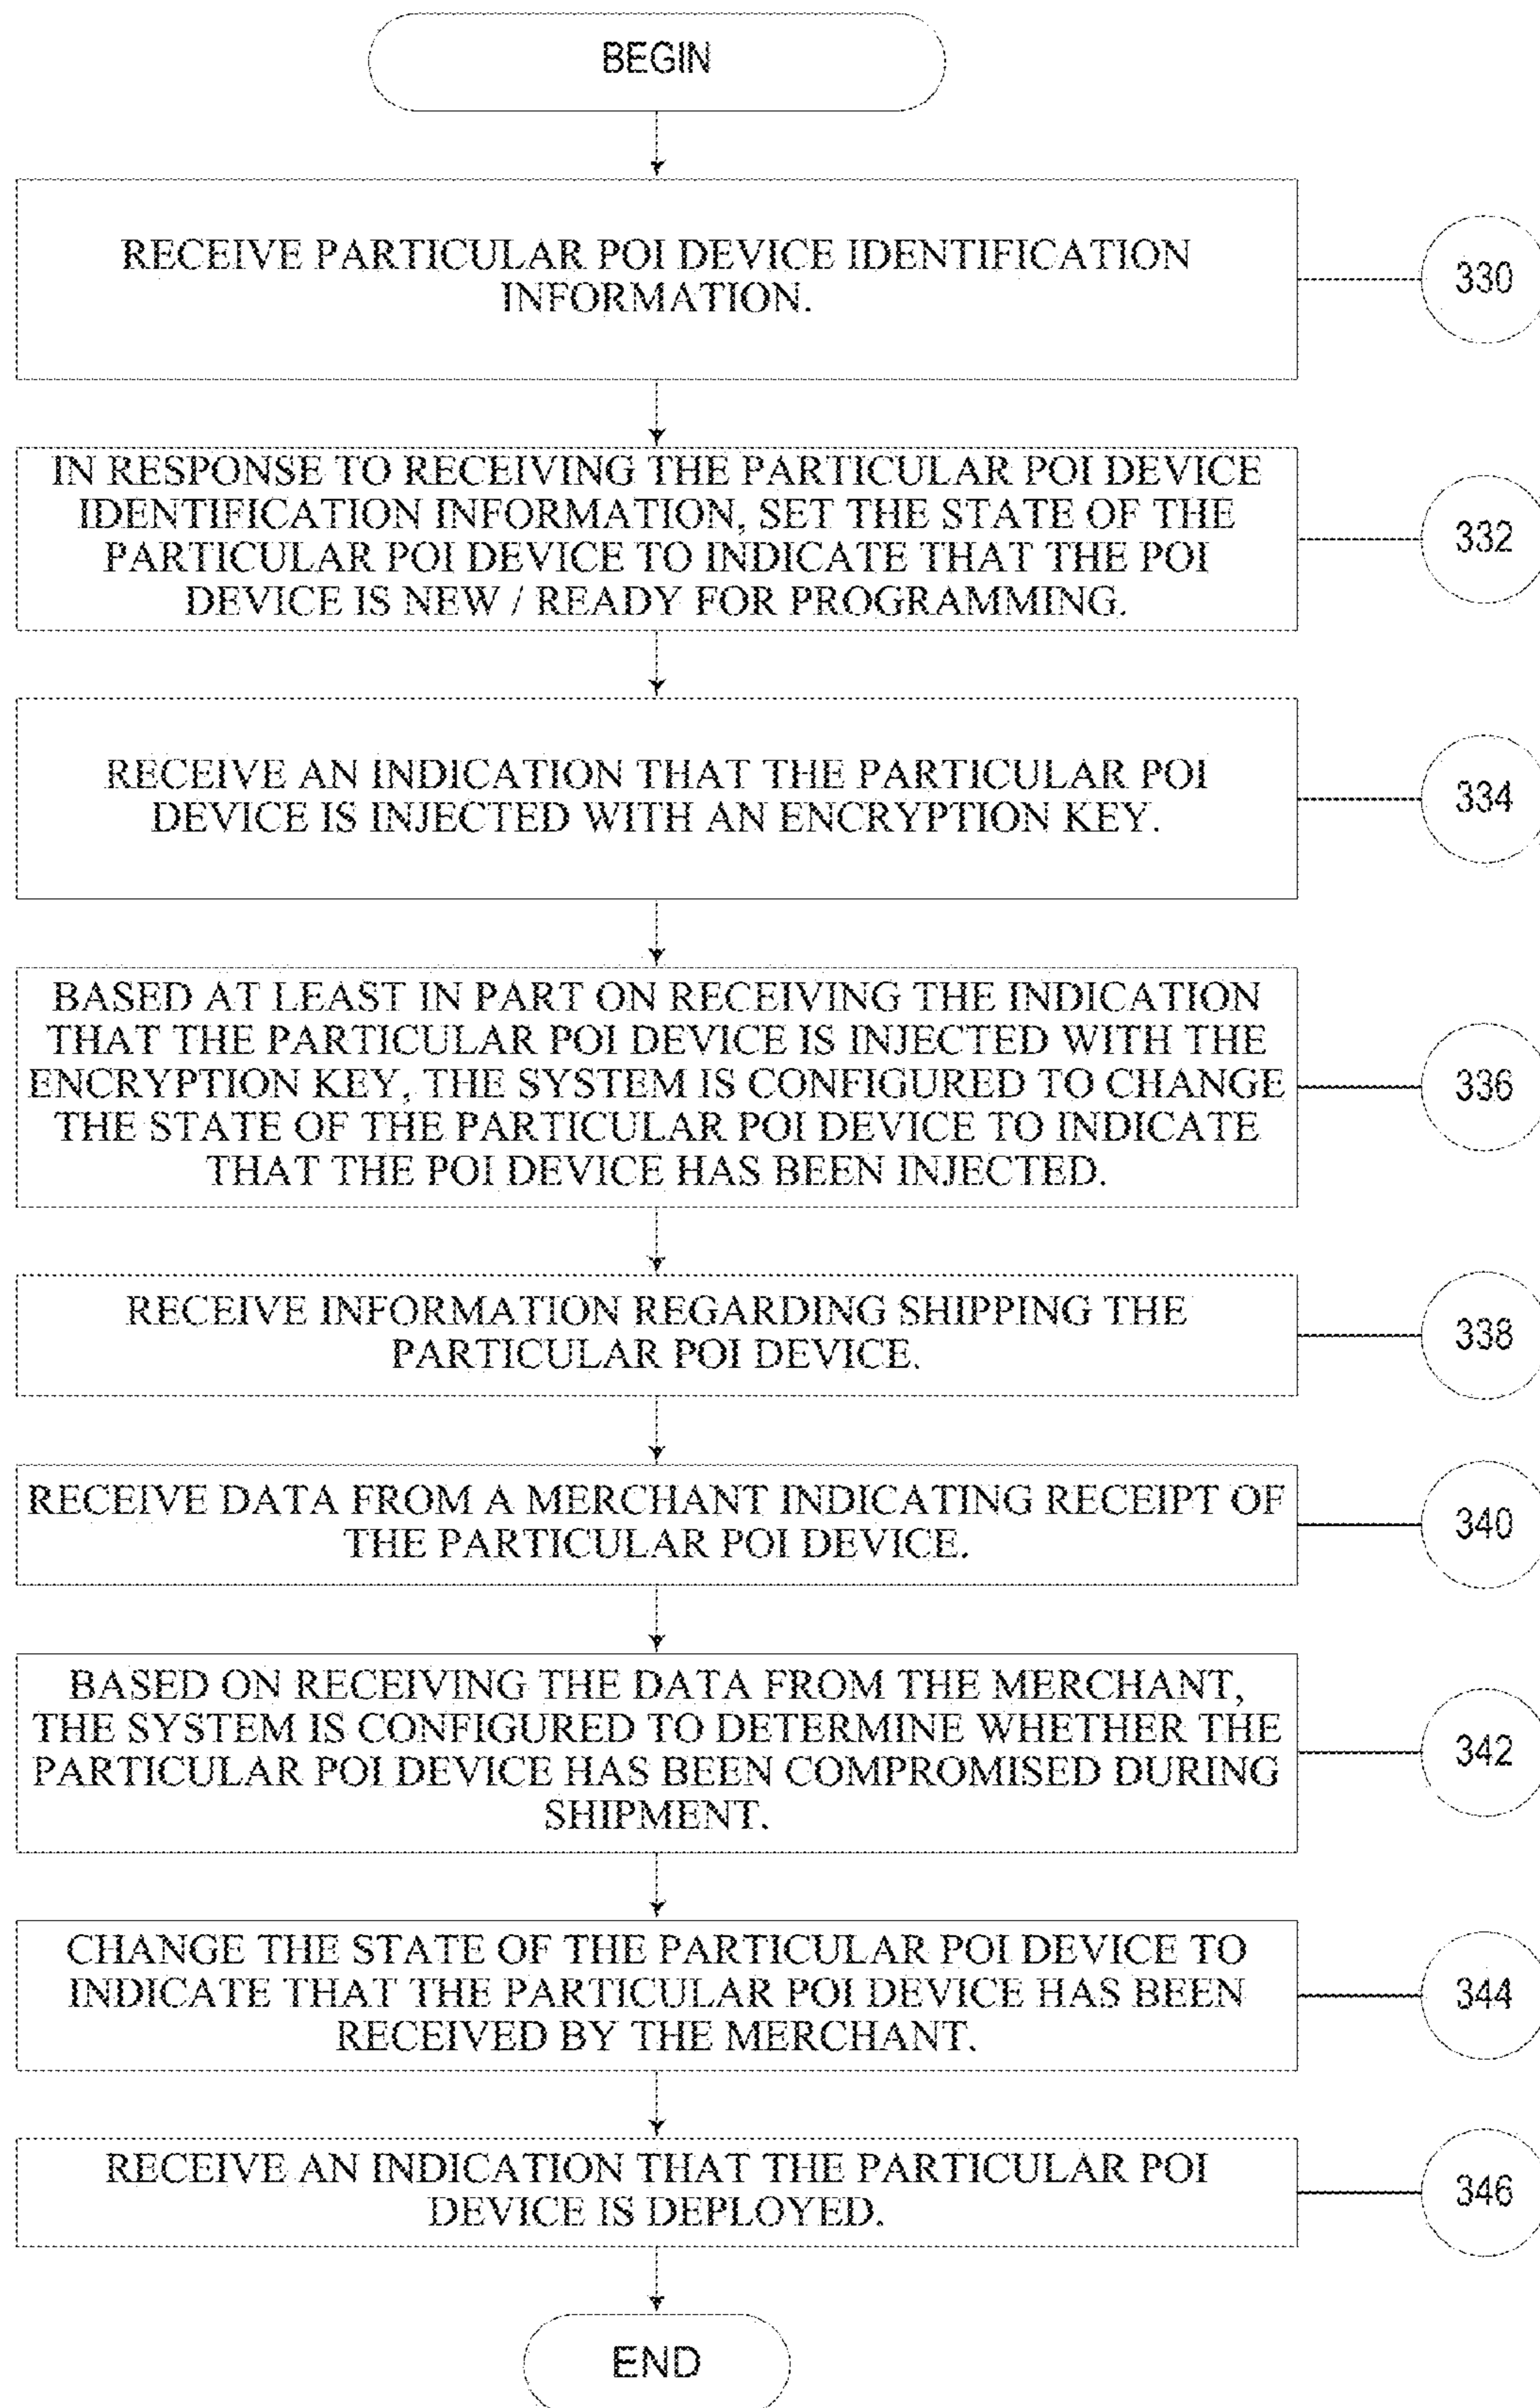 BEGIN
RECEIVE PARTICULAR POI DEVICE IDENTIFICATION
INFORMATION.
330
IN RESPONSE TO RECEIVING THE PARTICULAR POI DEVICE
IDENTIFICATION INFORMATION, SET THE STATE OF THE
PARTICULAR POI DEVICE TO INDICATE THAT THE POI
DEVICE IS NEW / READY FOR PROGRAMMING.
332
RECEIVE AN INDICATION THAT THE PARTICULAR POI
DEVICE IS INJECTED WITH AN ENCRYPTION KEY.
334
BASED AT LEAST IN PART ON RECEIVING THE INDICATION
THAT THE PARTICULAR POI DEVICE IS INJECTED WITH THE
ENCRYPTION KEY, THE SYSTEM IS CONFIGURED TO CHANGE
THE STATE OF THE PARTICULAR POI DEVICE TO INDICATE
THAT THE POI DEVICE HAS BEEN INJECTED.
336
RECEIVE INFORMATION REGARDING SHIPPING THE
PARTICULAR POI DEVICE.
338
RECEIVE DATA FROM A MERCHANT INDICATING RECEIPT OF
THE PARTICULAR POI DEVICE.
340
BASED ON RECEIVING THE DATA FROM THE MERCHANT,
THE SYSTEM IS CONFIGURED TO DETERMINE WHETHER THE
PARTICULAR POI DEVICE HAS BEEN COMPROMISED DURING
SHIPMENT.
342
CHANGE THE STATE OF THE PARTICULAR POI DEVICE TO
INDICATE THAT THE PARTICULAR POI DEVICE HAS BEEN
RECEIVED BY THE MERCHANT.
344
RECEIVE AN INDICATION THAT THE PARTICULAR POI
DEVICE IS DEPLOYED.
346
END